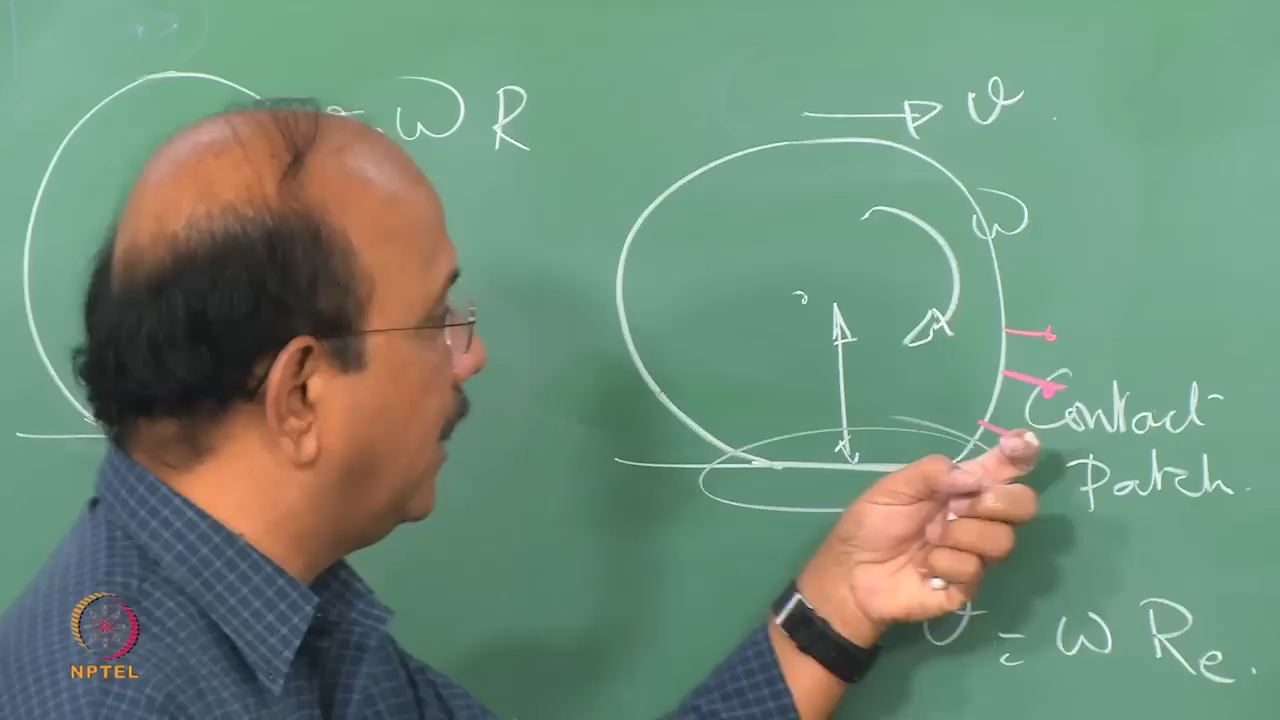 = ω R
v.
ω
Contact
Patch.
v = ω Re.
NPTEL